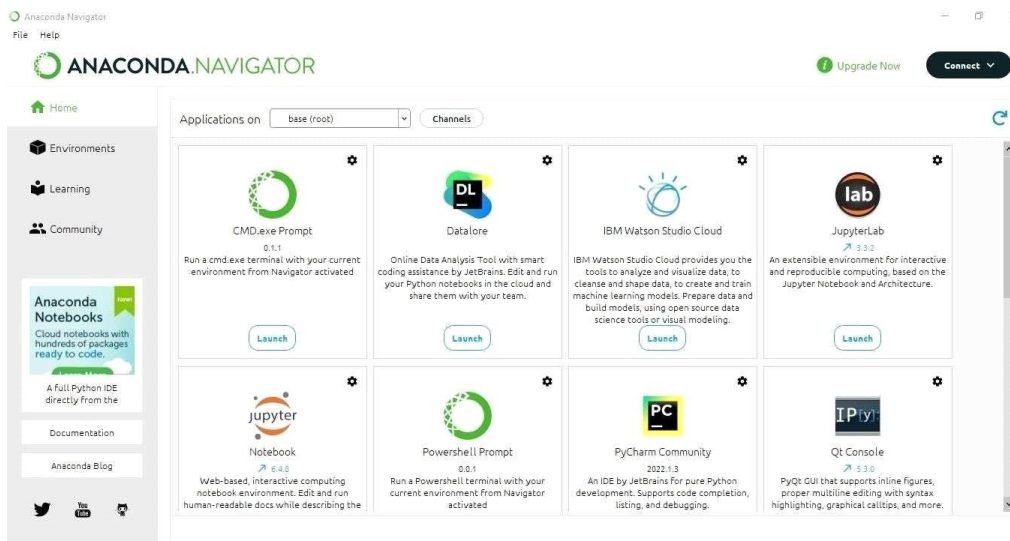 Anaconda Navigator
File Help
ANACONDA.NAVIGATOR
Upgrade Now
Connect
Home
Environments
Learning
Community
Anaconda
Notebooks
New!
Cloud notebooks with
hundreds of packages
ready to code.
A full Python IDE
directly from the
Documentation
Anaconda Blog
You
Tube
Applications on base (root) Channels
CMD.exe Prompt
0.1.1
Run a cmd.exe terminal with your current
environment from Navigator activated
Launch
DL
Datalore
Online Data Analysis Tool with smart
coding assistance by JetBrains. Edit and run
your Python notebooks in the cloud and
share them with your team.
Launch
IBM Watson Studio Cloud
IBM Watson Studio Cloud provides you the
tools to analyze and visualize data, to
cleanse and shape data, to create and train
machine learning models. Prepare data and
build models, using open source data
science tools or visual modeling.
Launch
lab
JupyterLab
3.3.2
An extensible environment for interactive
and reproducible computing, based on the
Jupyter Notebook and Architecture.
Launch
jupyter
Notebook
6.4.8
Web-based, interactive computing
notebook environment. Edit and run
human-readable docs while describing the
Powershell Prompt
0.0.1
Run a Powershell terminal with your
current environment from Navigator
activated
PC
PyCharm Community
2022.1.3
An IDE by JetBrains for pure Python
development. Supports code completion,
listing, and debugging.
IP[y]:
Qt Console
5.3.0
PyQt GUI that supports inline figures,
proper multiline editing with syntax
highlighting, graphical calltips, and more.